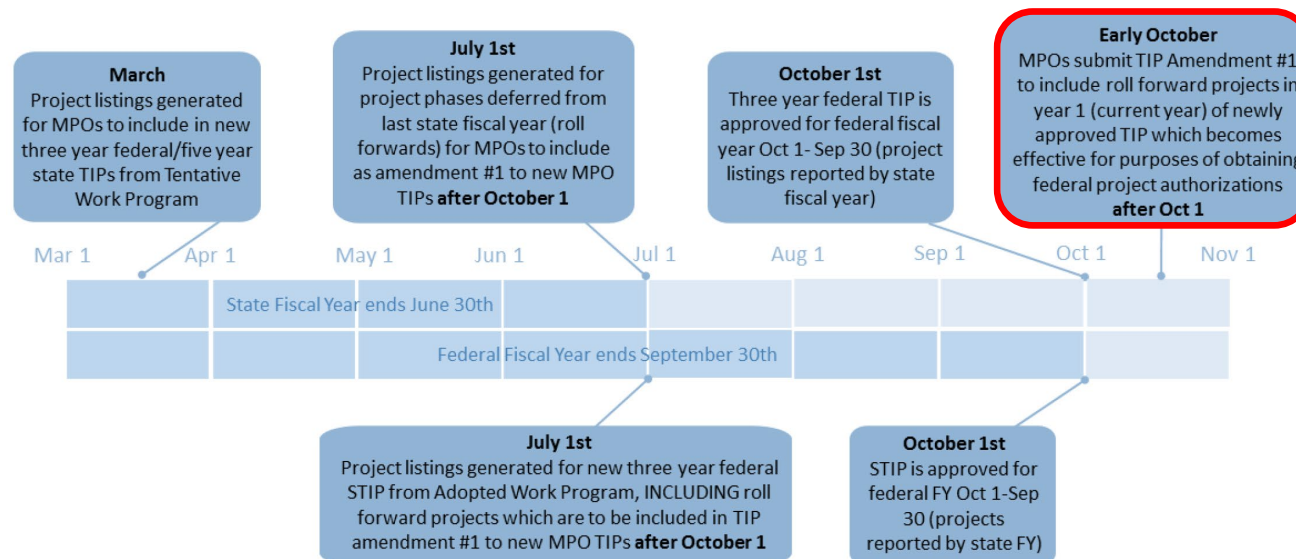 March
Project listings generated
for MPOs to include in new
three year federal/five year
state TIPs from Tentative
Work Program
July 1st
Project listings generated for
project phases deferred from
last state fiscal year (roll
forwards) for MPOs to include
as amendment #1 to new MPO
TIPs after October 1
October 1st
Three year federal TIP is
approved for federal fiscal
year Oct 1- Sep 30 (project
listings reported by state
fiscal year)
Early October
MPOs submit TIP Amendment #1
to include roll forward projects in
year 1 (current year) of newly
approved TIP which becomes
effective for purposes of obtaining
federal project authorizations
after Oct 1
Mar 1
Apr 1
May 1
Jun 1
Jul 1
Aug 1
Sep 1
Oct 1
Nov 1
State Fiscal Year ends June 30th
Federal Fiscal Year ends September 30th
July 1st
Project listings generated for new three year federal
STIP from Adopted Work Program, INCLUDING roll
forward projects which are to be included in TIP
amendment #1 to new MPO TIPs after October 1
October 1st
STIP is approved for
federal FY Oct 1-Sep
30 (projects
reported by state FY)